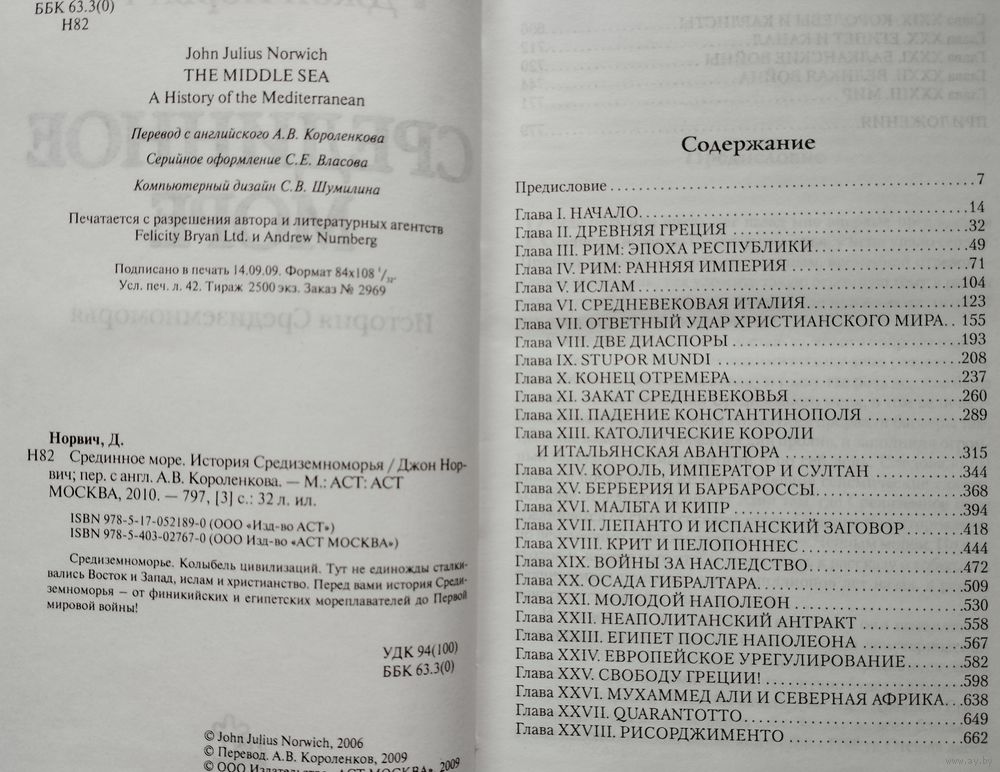 ББК 63.3(0)
Н82
John Julius Norwich
THE MIDDLE SEA
A History of the Mediterranean
Перевод с английского А.В. Короленкова
Серийное оформление С.Е. Власова
Компьютерный дизайн С.В. Шумилина
Печатается с разрешения автора и литературных агентств
Felicity Bryan Ltd. и Andrew Nurnberg
Подписано в печать 14.09.09. Формат 84x108 1/32.
Усл. печ. л. 42. Тираж 2500 экз. Заказ № 2969
Норвич, Д.
Н82 Срединное море. История Средиземноморья / Джон Нор-
вич; пер. с англ. А.В. Короленкова. — М.: АСТ: АСТ
МОСКВА, 2010. — 797, [3] с.: 32 л. ил.
ISBN 978-5-17-052189-0 (ООО «Изд-во АСТ»)
ISBN 978-5-403-02767-0 (ООО Изд-во «АСТ МОСКВА»)
Средиземноморье. Колыбель цивилизаций. Тут не единожды сталки-
вались Восток и Запад, ислам и христианство. Перед вами история Среди-
земноморья — от финикийских и египетских мореплавателей до Первой
мировой войны!
УДК 94(100)
ББК 63.3(0)
© John Julius Norwich, 2006
© Перевод. А.В. Короленков, 2009
© ООО Издательство «АСТ МОСКВА», 2009
Содержание
Предисловие . . . 7
Глава I. НАЧАЛО . . . 14
Глава II. ДРЕВНЯЯ ГРЕЦИЯ . . . 32
Глава III. РИМ: ЭПОХА РЕСПУБЛИКИ . . . 49
Глава IV. РИМ: РАННЯЯ ИМПЕРИЯ . . . 71
Глава V. ИСЛАМ . . . 104
Глава VI. СРЕДНЕВЕКОВАЯ ИТАЛИЯ . . . 123
Глава VII. ОТВЕТНЫЙ УДАР ХРИСТИАНСКОГО МИРА . . 155
Глава VIII. ДВЕ ДИАСПОРЫ . . . 193
Глава IX. STUPOR MUNDI . . . 208
Глава X. КОНЕЦ ОТРЕМЕРА . . . 237
Глава XI. ЗАКАТ СРЕДНЕВЕКОВЬЯ . . . 260
Глава XII. ПАДЕНИЕ КОНСТАНТИНОПОЛЯ . . . 289
Глава XIII. КАТОЛИЧЕСКИЕ КОРОЛИ
И ИТАЛЬЯНСКАЯ АВАНТЮРА . . . 315
Глава XIV. КОРОЛЬ, ИМПЕРАТОР И СУЛТАН . . . 344
Глава XV. БЕРБЕРИЯ И БАРБАРОССЫ . . . 368
Глава XVI. МАЛЬТА И КИПР . . . 394
Глава XVII. ЛЕПАНТО И ИСПАНСКИЙ ЗАГОВОР . . . 418
Глава XVIII. КРИТ И ПЕЛОПОННЕС . . . 444
Глава XIX. ВОЙНЫ ЗА НАСЛЕДСТВО . . . 472
Глава XX. ОСАДА ГИБРАЛТАРА . . . 509
Глава XXI. МОЛОДОЙ НАПОЛЕОН . . . 530
Глава XXII. НЕАПОЛИТАНСКИЙ АНТРАКТ . . . 558
Глава XXIII. ЕГИПЕТ ПОСЛЕ НАПОЛЕОНА . . . 567
Глава XXIV. ЕВРОПЕЙСКОЕ УРЕГУЛИРОВАНИЕ . . . 582
Глава XXV. СВОБОДУ ГРЕЦИИ! . . . 598
Глава XXVI. МУХАММЕД АЛИ И СЕВЕРНАЯ АФРИКА . . . 638
Глава XXVII. QUARANTOTTO . . . 649
Глава XXVIII. РИСОРДЖИМЕНТО . . . 662
www.ay.by